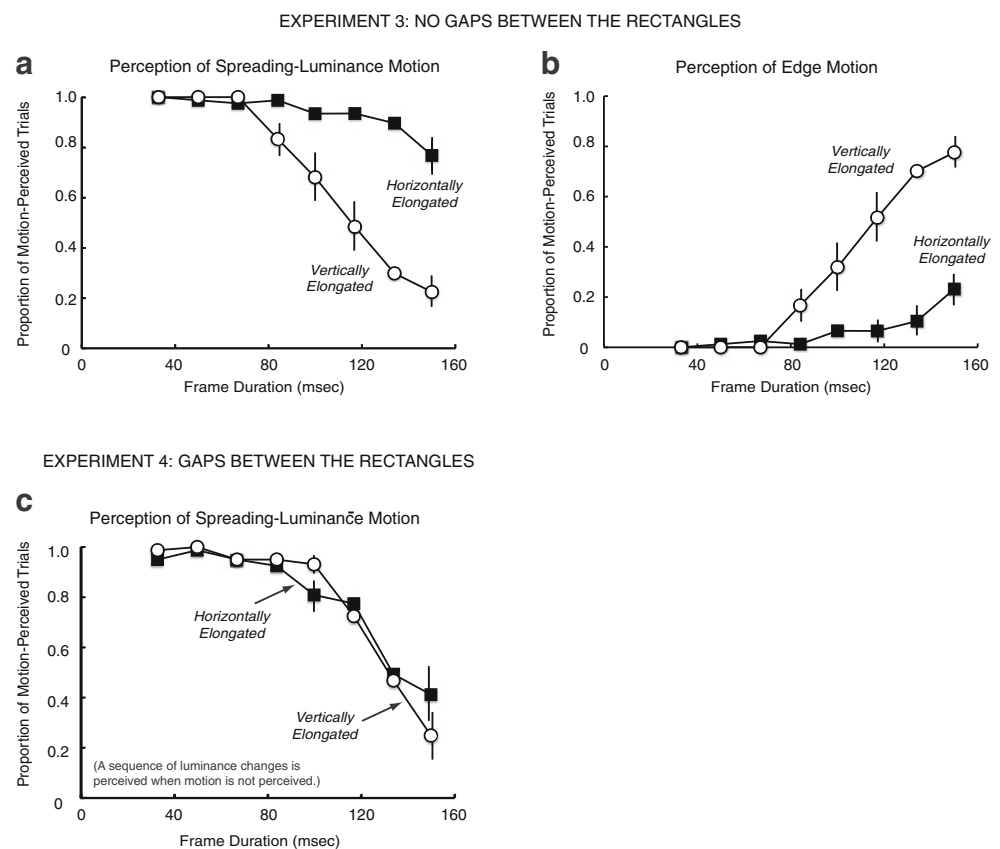 EXPERIMENT 3: NO GAPS BETWEEN THE RECTANGLES
a
Perception of Spreading-Luminance Motion
Proportion of Motion-Perceived Trials
1.0
0.8
0.6
0.4
0.2
0
Horizontally
Elongated
Vertically
Elongated
0 40 80 120 160
Frame Duration (msec)
b
Perception of Edge Motion
Proportion of Motion-Perceived Trials
1.0
0.8
0.6
0.4
0.2
0
Vertically
Elongated
Horizontally
Elongated
0 40 80 120 160
Frame Duration (msec)
EXPERIMENT 4: GAPS BETWEEN THE RECTANGLES
c
Perception of Spreading-Luminance Motion
Proportion of Motion-Perceived Trials
1.0
0.8
0.6
0.4
0.2
0
Horizontally
Elongated
Vertically
Elongated
(A sequence of luminance changes is
perceived when motion is not perceived.)
0 40 80 120 160
Frame Duration (msec)